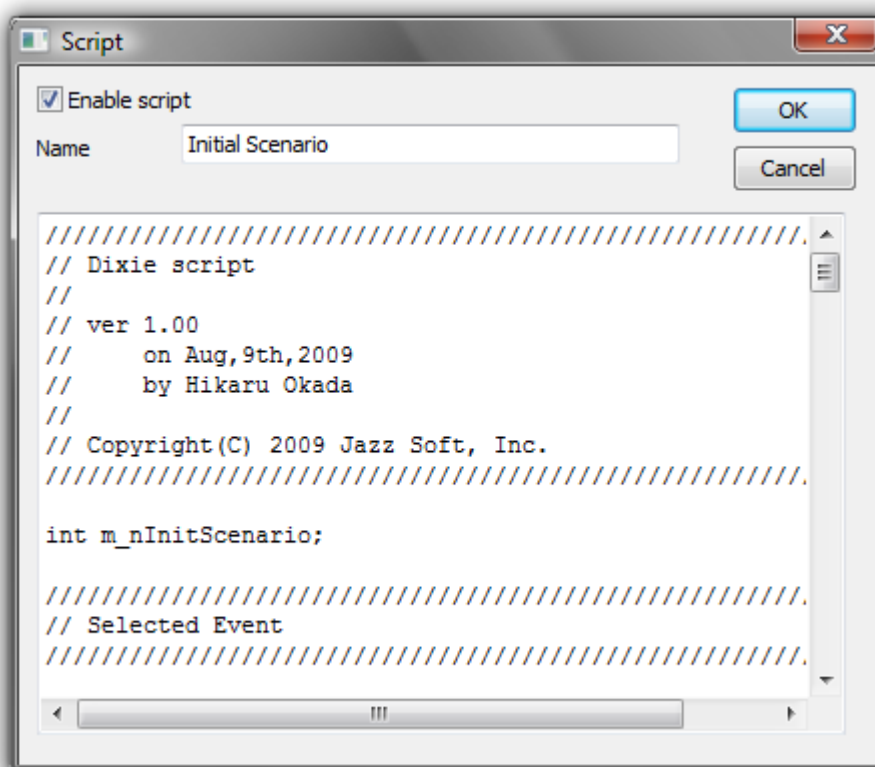 Script
Enable script
OK
Name
Initial Scenario
Cancel
//////////////////////////////////////////////////////
// Dixie script
//
// ver 1.00
//     on Aug,9th,2009
//     by Hikaru Okada
//
// Copyright(C) 2009 Jazz Soft, Inc.
//////////////////////////////////////////////////////
int m_nInitScenario;
//////////////////////////////////////////////////////
// Selected Event
//////////////////////////////////////////////////////